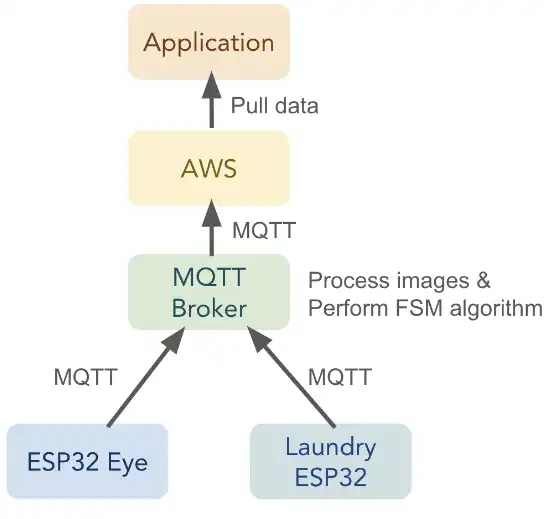 Application
Pull data
AWS
MQTT
MQTT
Broker
Process images &
Perform FSM algorithm
MQTT
MQTT
ESP32 Eye
Laundry
ESP32